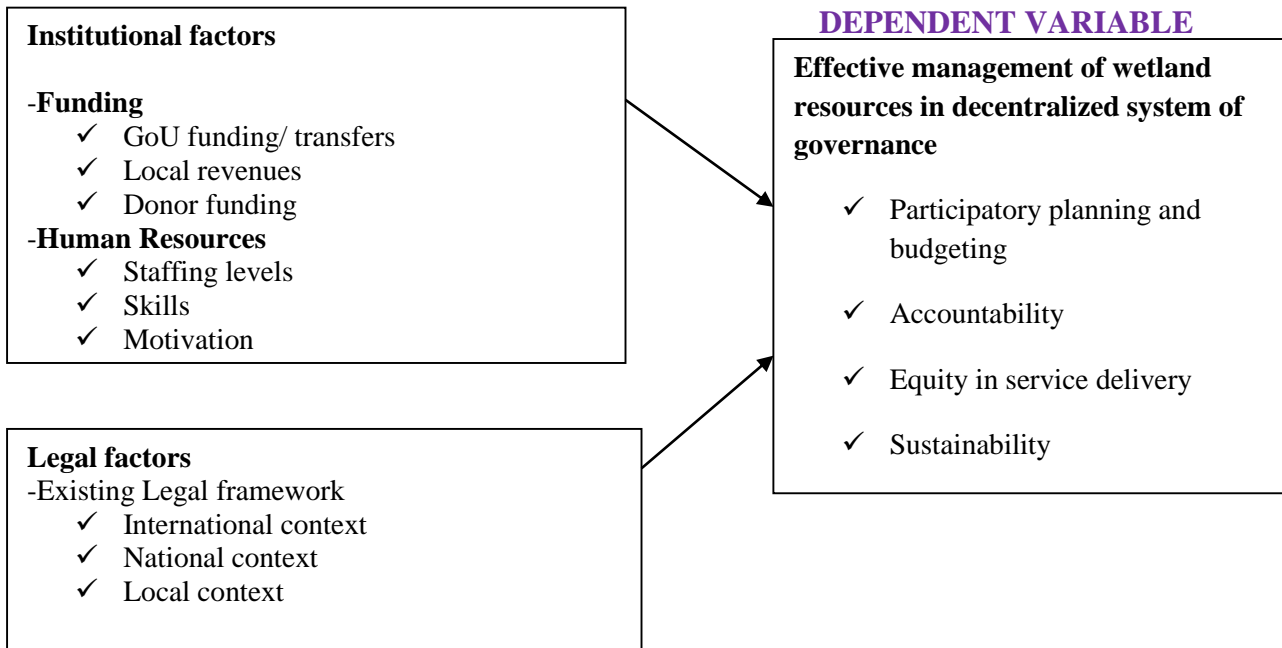 Institutional factors
-Funding
✓ GoU funding/ transfers
✓ Local revenues
✓ Donor funding
-Human Resources
✓ Staffing levels
✓ Skills
✓ Motivation
Legal factors
-Existing Legal framework
✓ International context
✓ National context
✓ Local context
DEPENDENT VARIABLE
Effective management of wetland
resources in decentralized system of
governance
✓ Participatory planning and
budgeting
✓ Accountability
✓ Equity in service delivery
✓ Sustainability